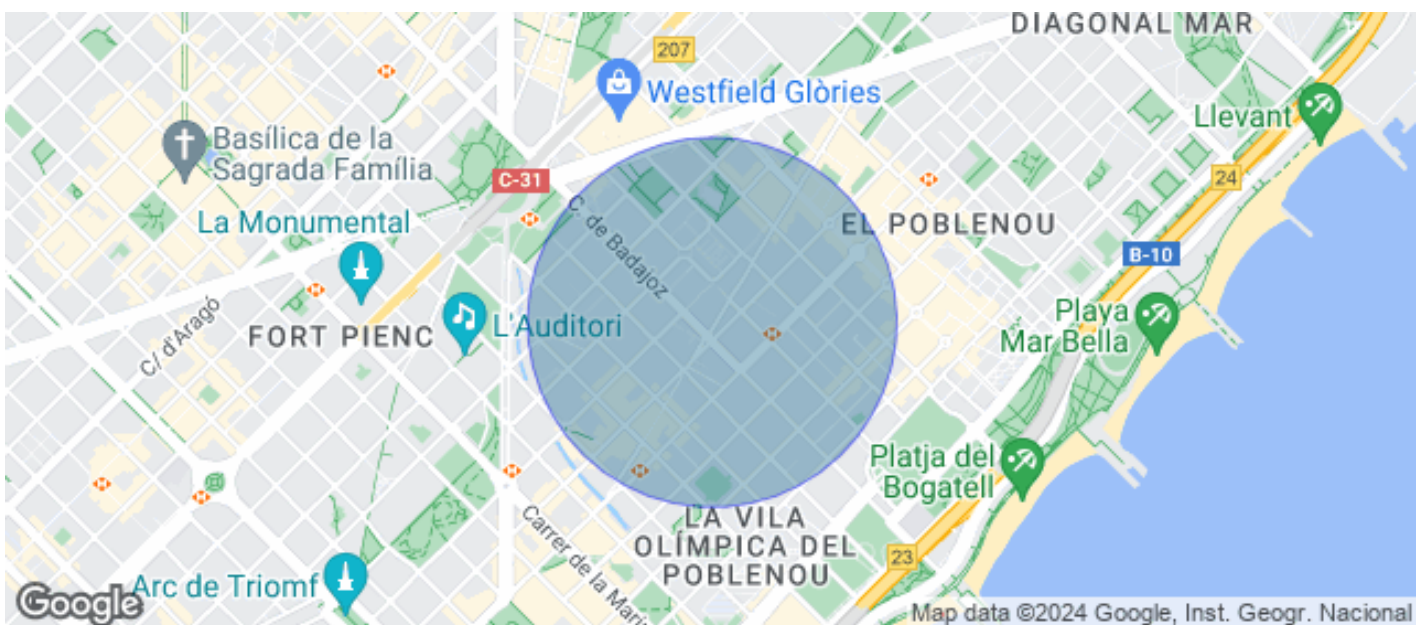 DIAGONAL MAR
207
Westfield Glòries
Llevant
Basílica de la
Sagrada Família
C-31
24
La Monumental
C. de Badajoz
EL POBLENOU
B-10
C/ d'Aragó
FORT PIENC
L'Auditori
Playa
Mar Bella
Platja del
Bogatell
LA VILA
OLÍMPICA DEL
POBLENOU
Carrer de la Marina
23
Arc de Triomf
Google
Map data ©2024 Google, Inst. Geogr. Nacional